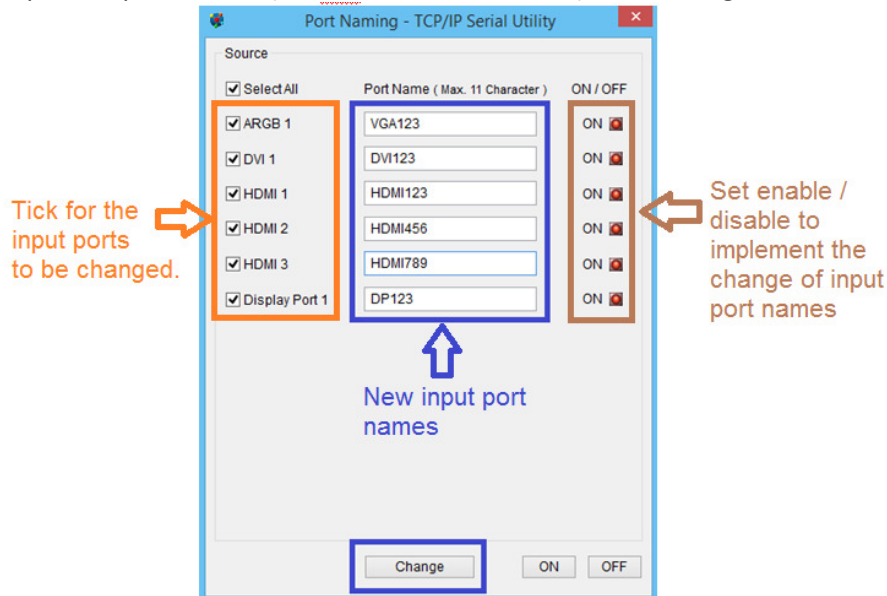 Port Naming - TCP/IP Serial Utility
Source
Select All Port Name ( Max. 11 Character ) ON / OFF
ARGB 1 VGA123 ON
DVI 1 DVI123 ON
HDMI 1 HDMI123 ON
HDMI 2 HDMI456 ON
HDMI 3 HDMI789 ON
Display Port 1 DP123 ON
Tick for the
input ports
to be changed.
Set enable /
disable to
implement the
change of input
port names
New input port
names
Change ON OFF